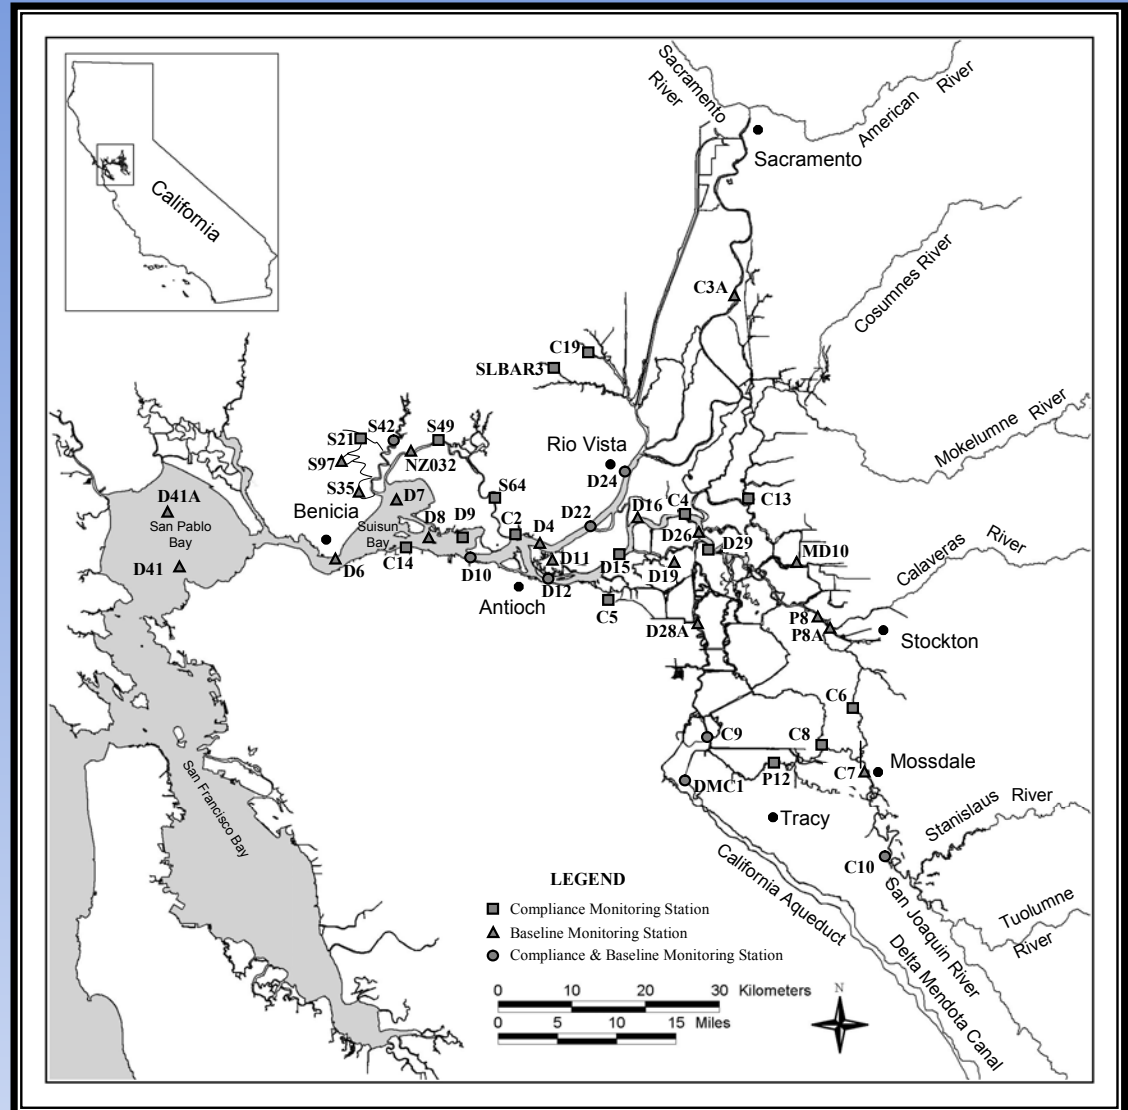 Sacramento
River
American River
Sacramento
California
Cosumnes River
C3A
C19
SLBAR3
Mokelumne River
S21
S42
S49
Rio Vista
S97
NZ032
D24
S35
D7
S64
C13
D41A
San Pablo
Bay
Benicia
Suisun
Bay
D8
D9
C2
D4
D22
D16
C4
D26
D29
MD10
Calaveras River
D41
D6
C14
D10
D11
D12
D15
D19
Antioch
C5
D28A
P8
P8A
Stockton
C6
C9
C8
Mossdale
C7
DMC1
P12
Tracy
San Francisco Bay
Stanislaus River
C10
California Aqueduct
San Joaquin River
Delta Mendota Canal
Tuolumne
River
LEGEND
Compliance Monitoring Station
Baseline Monitoring Station
Compliance & Baseline Monitoring Station
0 10 20 30 Kilometers
0 5 10 15 Miles
N